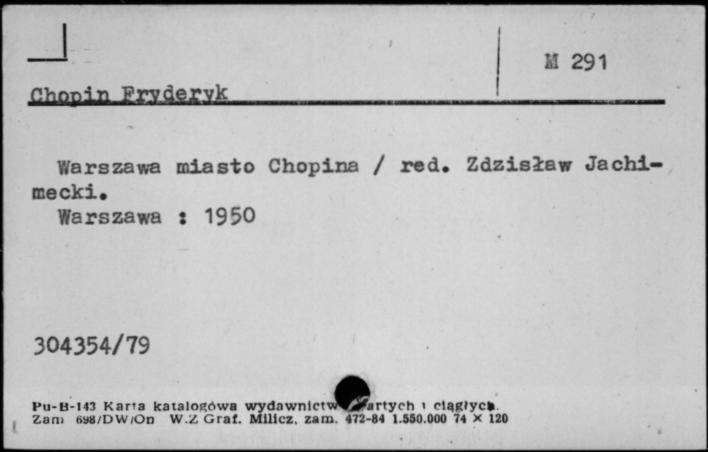 M 291
Chopin Fryderyk
Warszawa miasto Chopina / red. Zdzisław Jachi-
mecki.
Warszawa : 1950
304354/79
Pu-B-143 Karta katalogowa wydawnictw zwartych i ciągłych.
Zam 698/DW/On W.Z Graf. Milicz, zam. 472-84 1.550.000 74 × 120